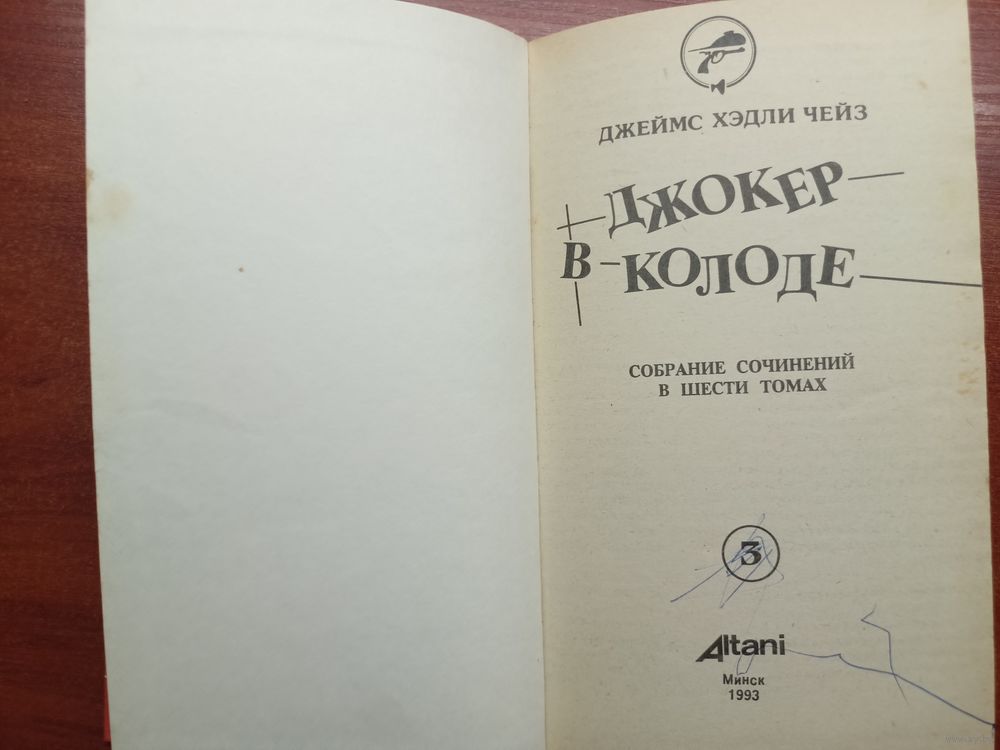 ДЖЕЙМС ХЭДЛИ ЧЕЙЗ
ДЖОКЕР
В КОЛОДЕ
СОБРАНИЕ СОЧИНЕНИЙ
В ШЕСТИ ТОМАХ
3
Altani
Минск
1993